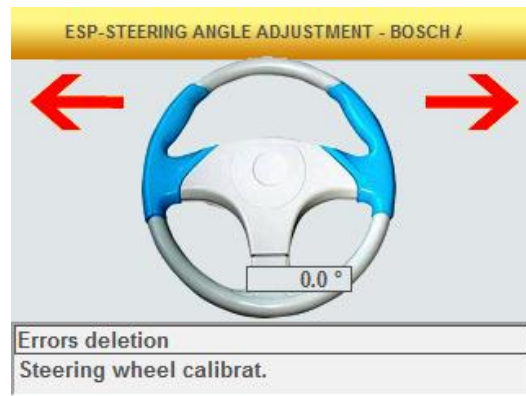 ESP-STEERING ANGLE ADJUSTMENT - BOSCH
0.0 °
Errors deletion
Steering wheel calibrat.